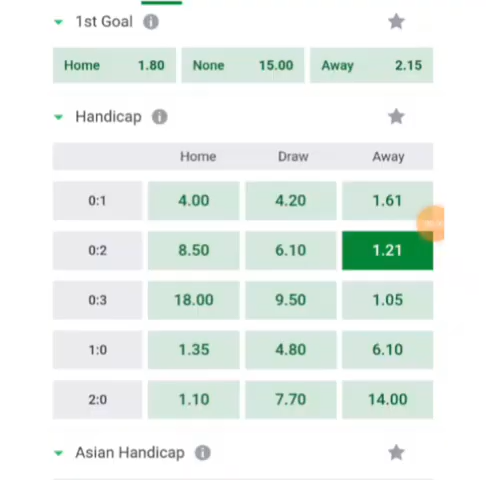 1st Goal
Home 1.80 None 15.00 Away 2.15
Handicap
Home Draw Away
0:1 4.00 4.20 1.61
0:2 8.50 6.10 1.21
0:3 18.00 9.50 1.05
1:0 1.35 4.80 6.10
2:0 1.10 7.70 14.00
Asian Handicap